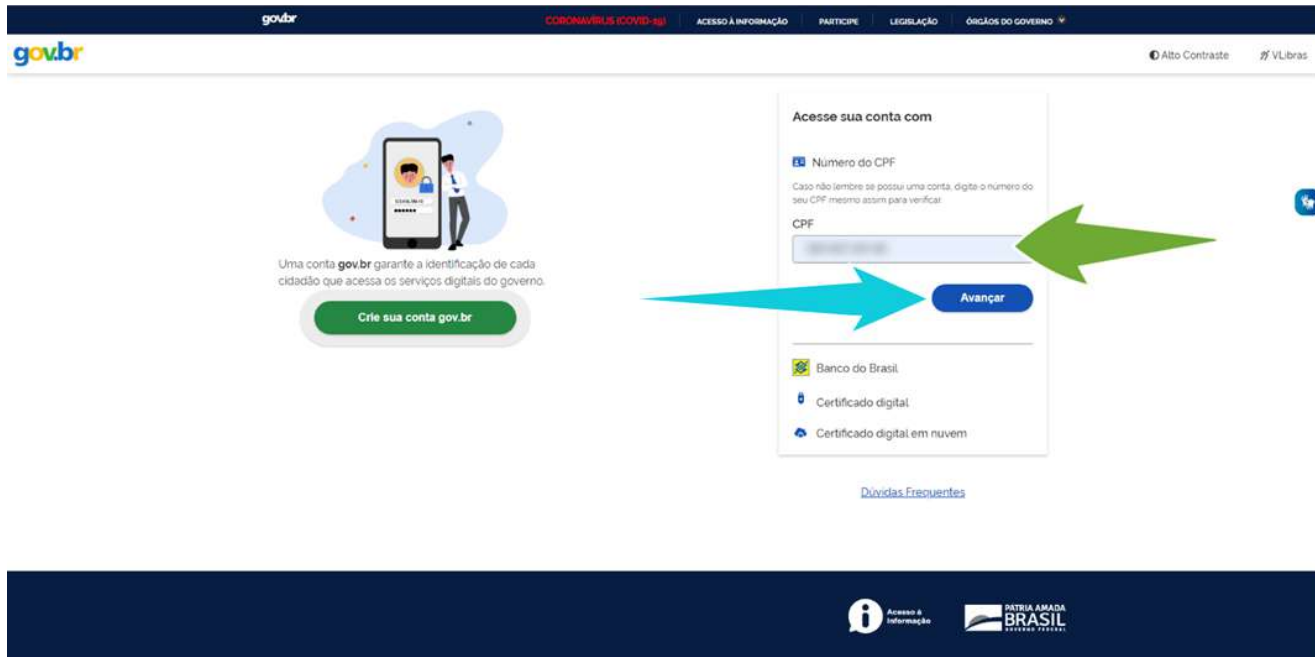 gov.br
CORONAVÍRUS (COVID-19)
ACESSO À INFORMAÇÃO
PARTICIPE
LEGISLAÇÃO
ÓRGÃOS DO GOVERNO
gov.br
Alto Contraste
VLibras
Acesse sua conta com
Número do CPF
Caso não lembre se possui uma conta, digite o número do
seu CPF mesmo assim para verificar.
CPF
Avançar
Uma conta gov.br garante a identificação de cada
cidadão que acessa os serviços digitais do governo.
Crie sua conta gov.br
Banco do Brasil
Certificado digital
Certificado digital em nuvem
Dúvidas Frequentes
Acesso à
Informação
PÁTRIA AMADA
BRASIL
GOVERNO FEDERAL